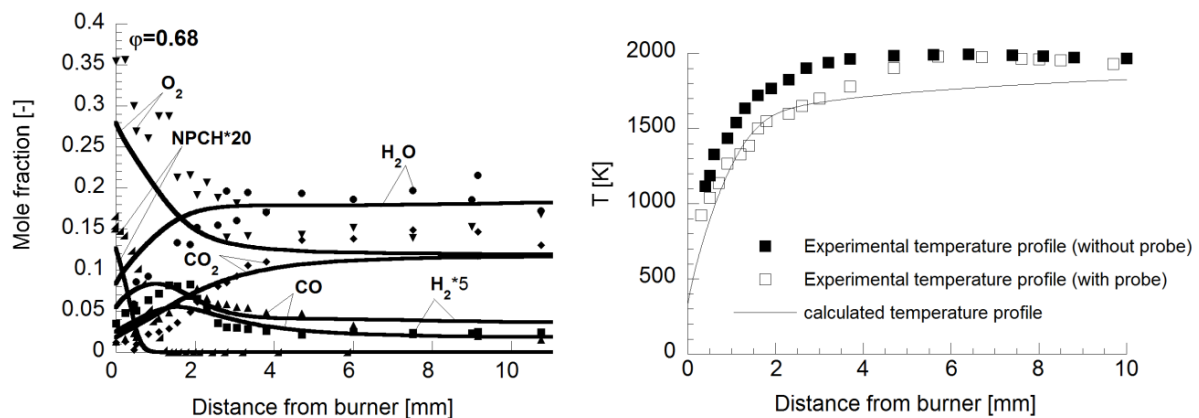 0.4
0.35
0.3
0.25
0.2
0.15
0.1
0.05
0
Mole fraction [-]
φ=0.68
O2
NPCH*20
H2O
CO2
CO
H2*5
0 2 4 6 8 10
Distance from burner [mm]
2000
1500
1000
500
0
T [K]
Experimental temperature profile (without probe)
Experimental temperature profile (with probe)
calculated temperature profile
0 2 4 6 8 10
Distance from burner [mm]